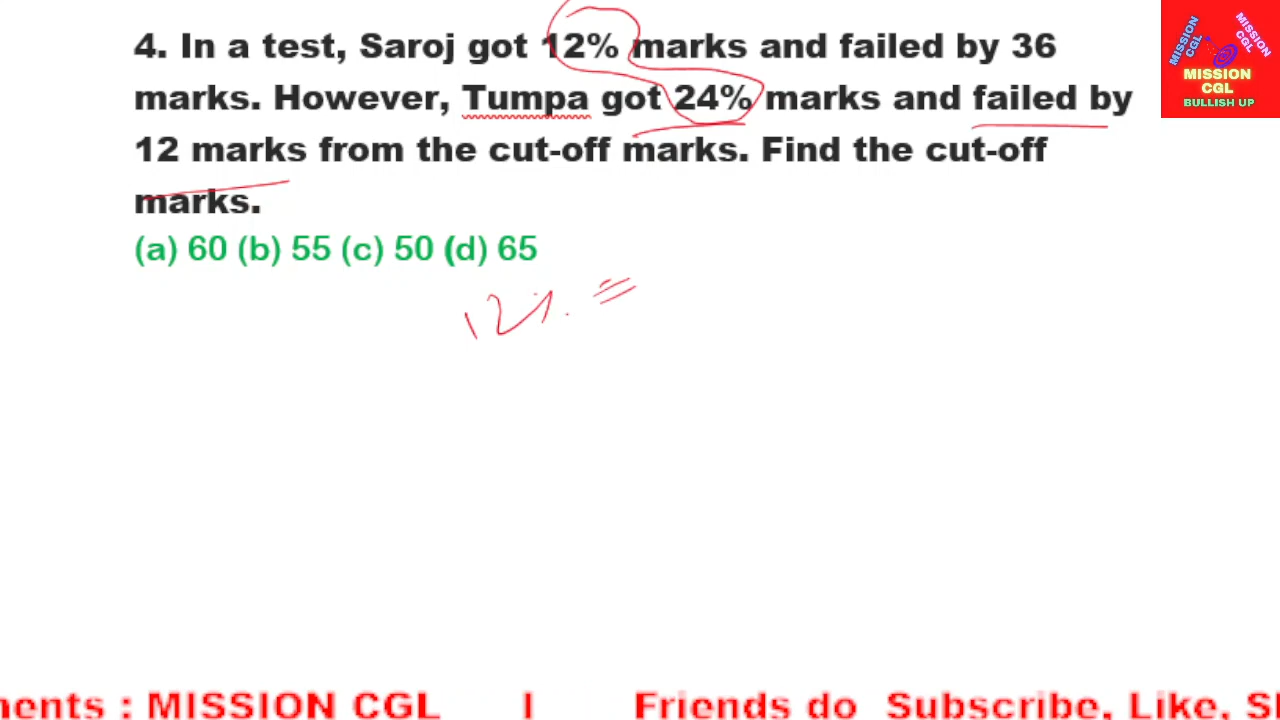 4. In a test, Saroj got 12% marks and failed by 36
marks. However, Tumpa got 24% marks and failed by
12 marks from the cut-off marks. Find the cut-off
marks.
(a) 60 (b) 55 (c) 50 (d) 65
12% =
MISSION
CGL
MISSION
CGL
MISSION
CGL
BULLISH UP
nents : MISSION CGL I Friends do Subscribe, Like, S